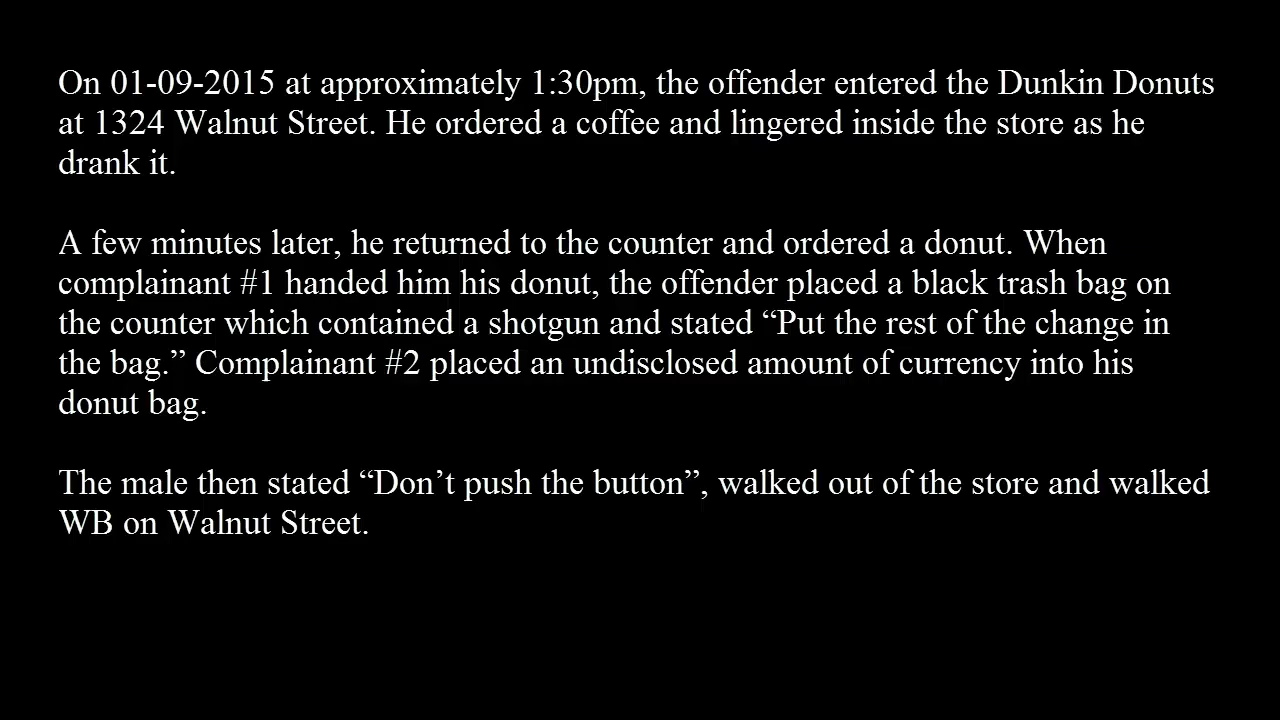 On 01-09-2015 at approximately 1:30pm, the offender entered the Dunkin Donuts
at 1324 Walnut Street. He ordered a coffee and lingered inside the store as he
drank it.
A few minutes later, he returned to the counter and ordered a donut. When
complainant #1 handed him his donut, the offender placed a black trash bag on
the counter which contained a shotgun and stated “Put the rest of the change in
the bag.” Complainant #2 placed an undisclosed amount of currency into his
donut bag.
The male then stated “Don’t push the button”, walked out of the store and walked
WB on Walnut Street.